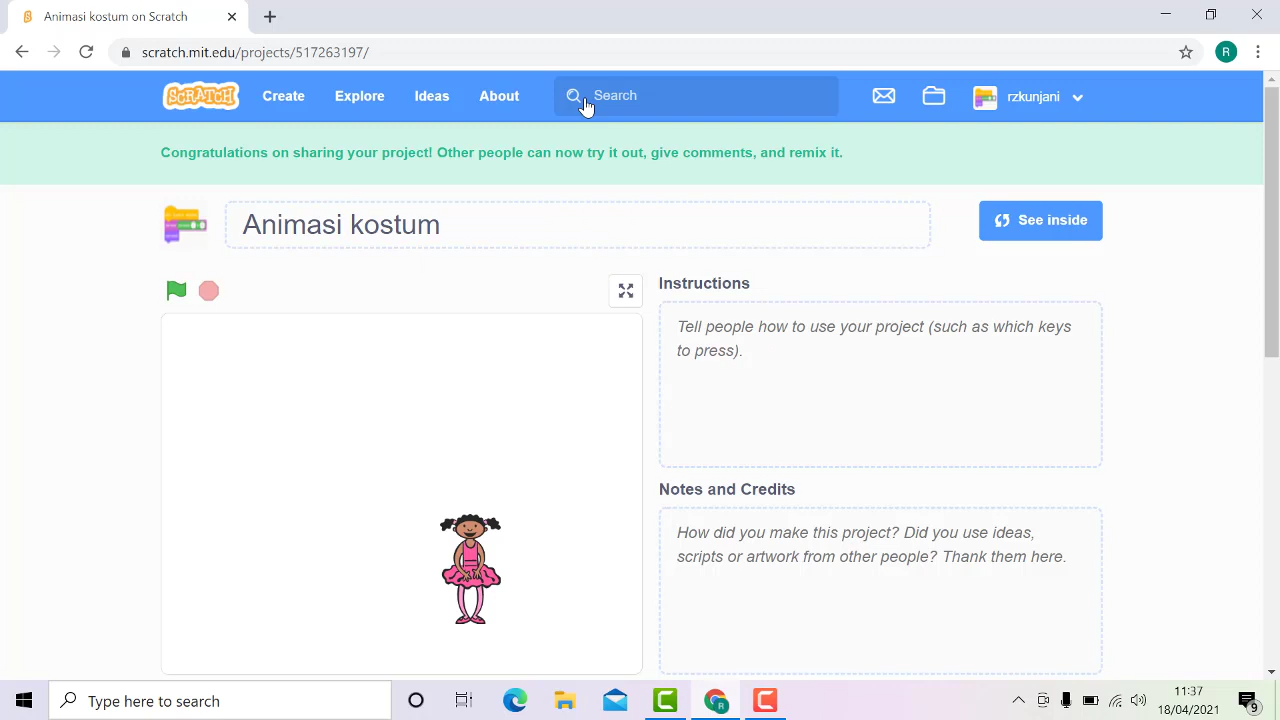 Animasi kostum on Scratch
scratch.mit.edu/projects/517263197/
R
SCRATCH
Create
Explore
Ideas
About
Search
rzkunjani
Congratulations on sharing your project! Other people can now try it out, give comments, and remix it.
Animasi kostum
See inside
Instructions
Tell people how to use your project (such as which keys
to press).
Notes and Credits
How did you make this project? Did you use ideas,
scripts or artwork from other people? Thank them here.
Type here to search
11:37
18/04/2021
9